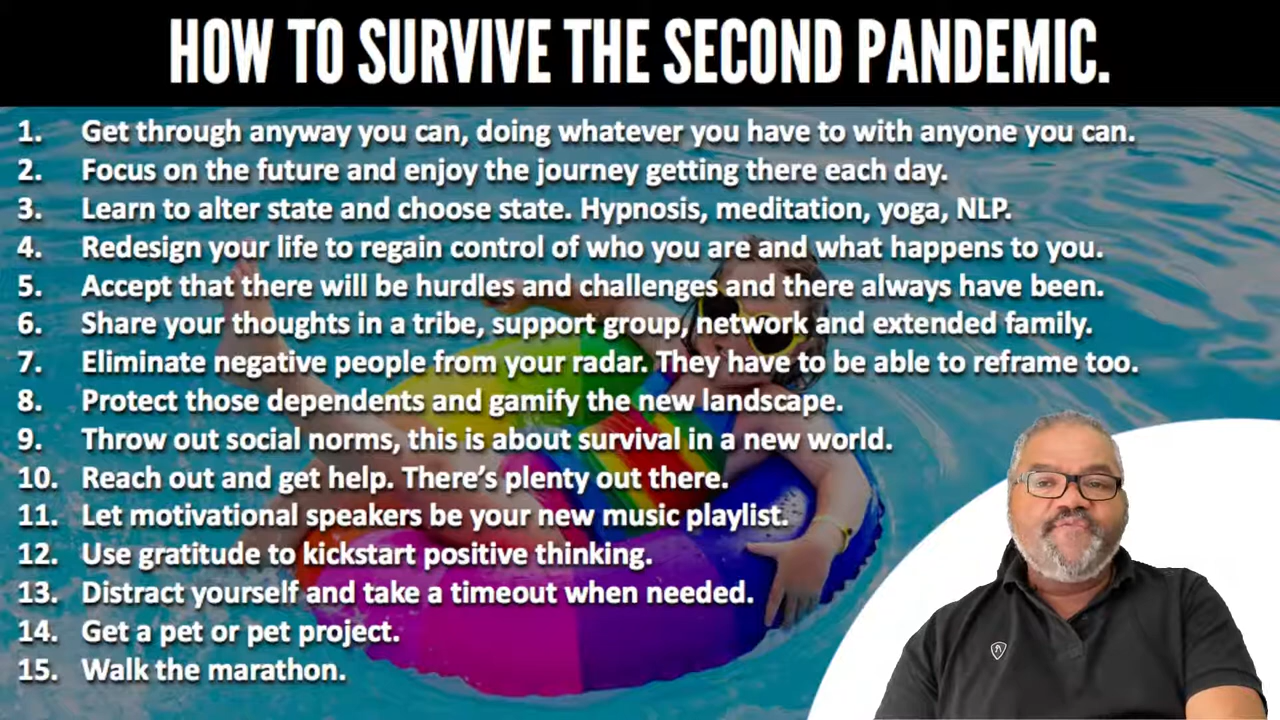 HOW TO SURVIVE THE SECOND PANDEMIC.
1. Get through anyway you can, doing whatever you have to with anyone you can.
2. Focus on the future and enjoy the journey getting there each day.
3. Learn to alter state and choose state. Hypnosis, meditation, yoga, NLP.
4. Redesign your life to regain control of who you are and what happens to you.
5. Accept that there will be hurdles and challenges and there always have been.
6. Share your thoughts in a tribe, support group, network and extended family.
7. Eliminate negative people from your radar. They have to be able to reframe too.
8. Protect those dependents and gamify the new landscape.
9. Throw out social norms, this is about survival in a new world.
10. Reach out and get help. There's plenty out there.
11. Let motivational speakers be your new music playlist.
12. Use gratitude to kickstart positive thinking.
13. Distract yourself and take a timeout when needed.
14. Get a pet or pet project.
15. Walk the marathon.